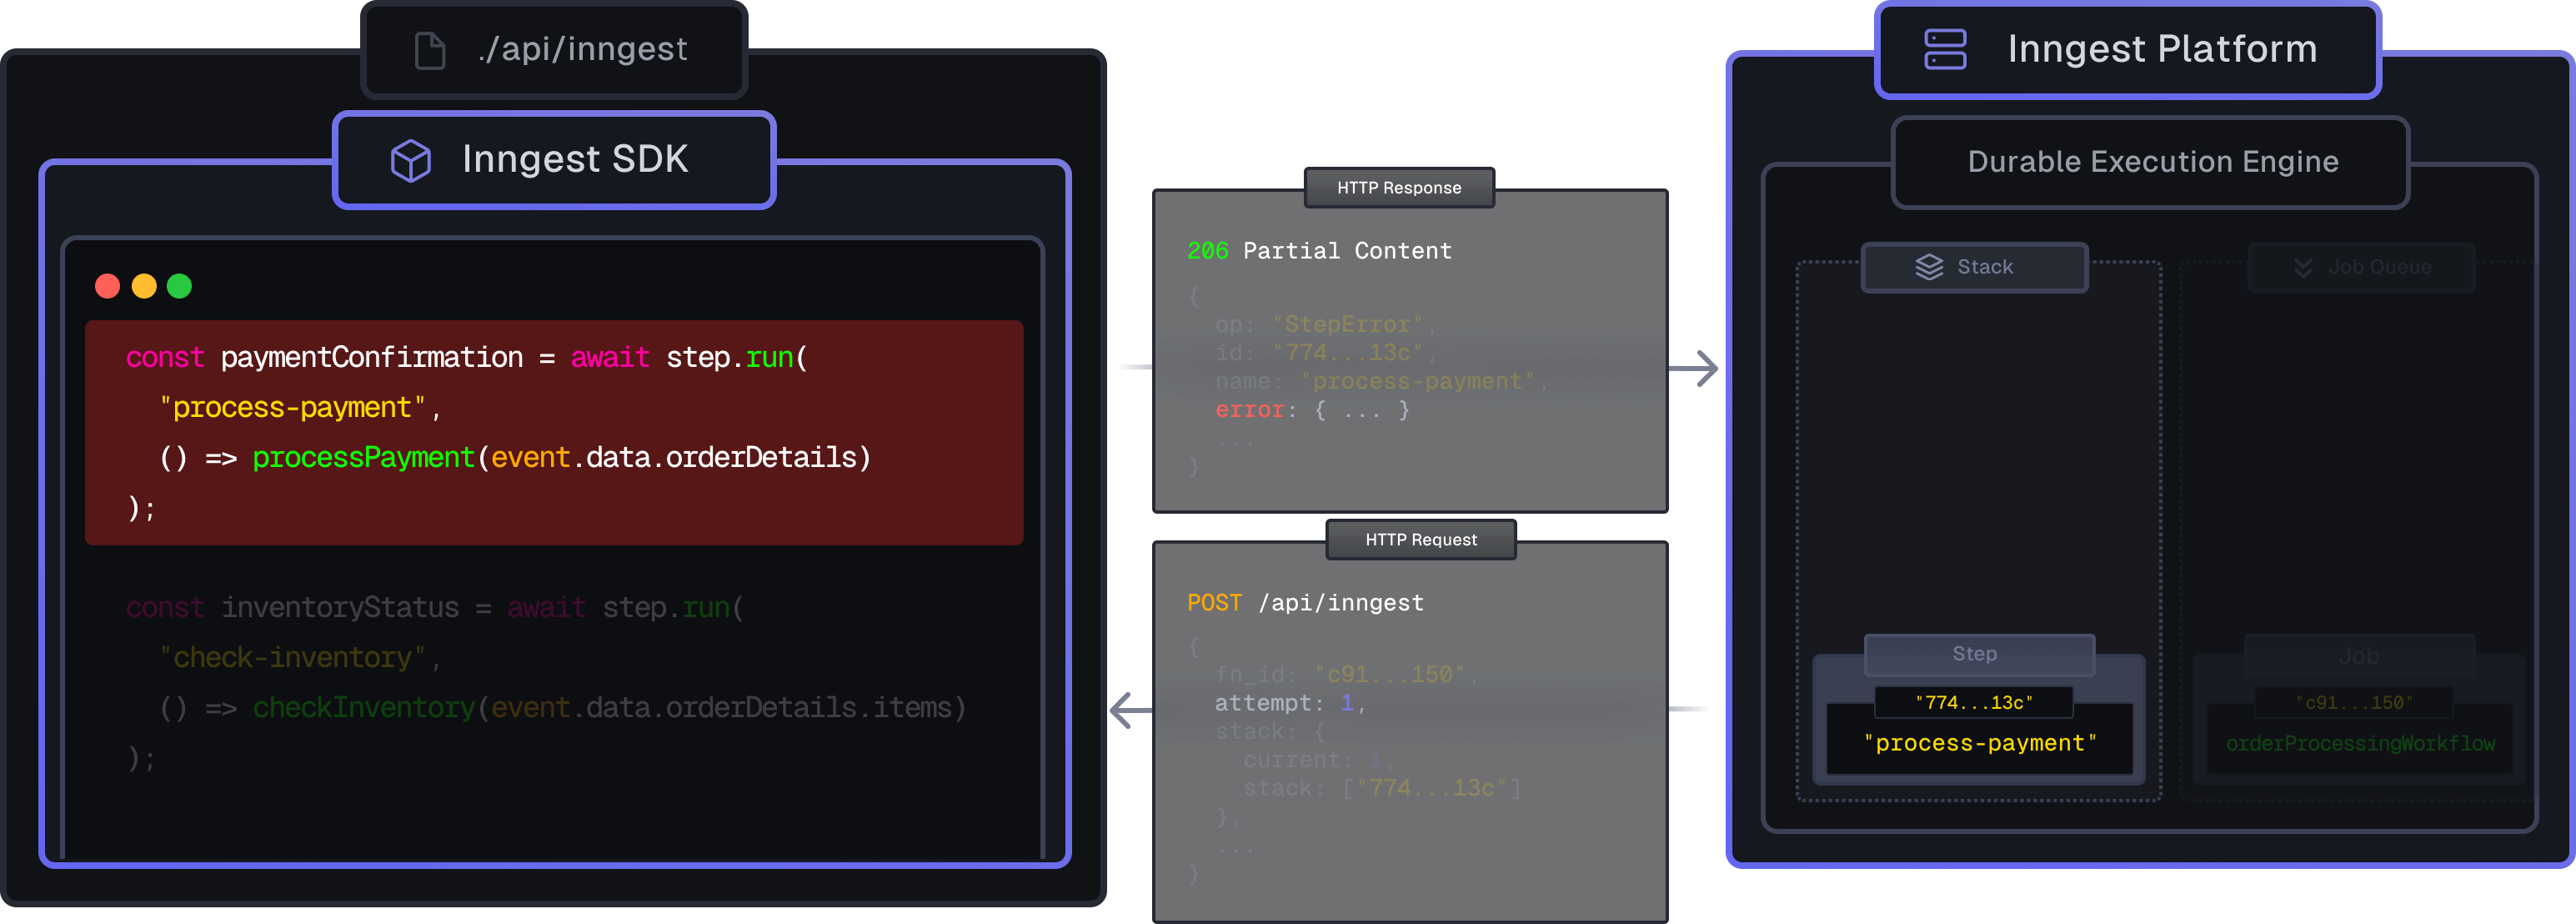 ./api/inngest
Inngest SDK
const paymentConfirmation = await step.run(
"process-payment",
() => processPayment(event.data.orderDetails)
);
const inventoryStatus = await step.run(
"check-inventory",
() => checkInventory(event.data.orderDetails.items)
);
HTTP Response
206 Partial Content
{
op: "StepError",
id: "774...13c",
name: "process-payment",
error: { ... }
...
}
HTTP Request
POST /api/inngest
{
fn_id: "c91...150",
attempt: 1,
stack: {
current: 1,
stack: ["774...13c"]
},
...
}
Inngest Platform
Durable Execution Engine
Stack
Step
"774...13c"
"process-payment"
Job Queue
Job
"c91...150"
orderProcessingWorkflow